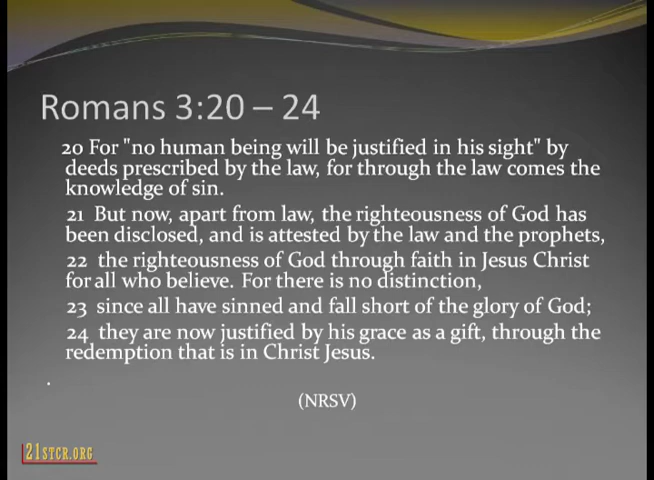 Romans 3:20 – 24
20 For "no human being will be justified in his sight" by
deeds prescribed by the law, for through the law comes the
knowledge of sin.
21 But now, apart from law, the righteousness of God has
been disclosed, and is attested by the law and the prophets,
22 the righteousness of God through faith in Jesus Christ
for all who believe. For there is no distinction,
23 since all have sinned and fall short of the glory of God;
24 they are now justified by his grace as a gift, through the
redemption that is in Christ Jesus.
.
(NRSV)
21STCR.ORG